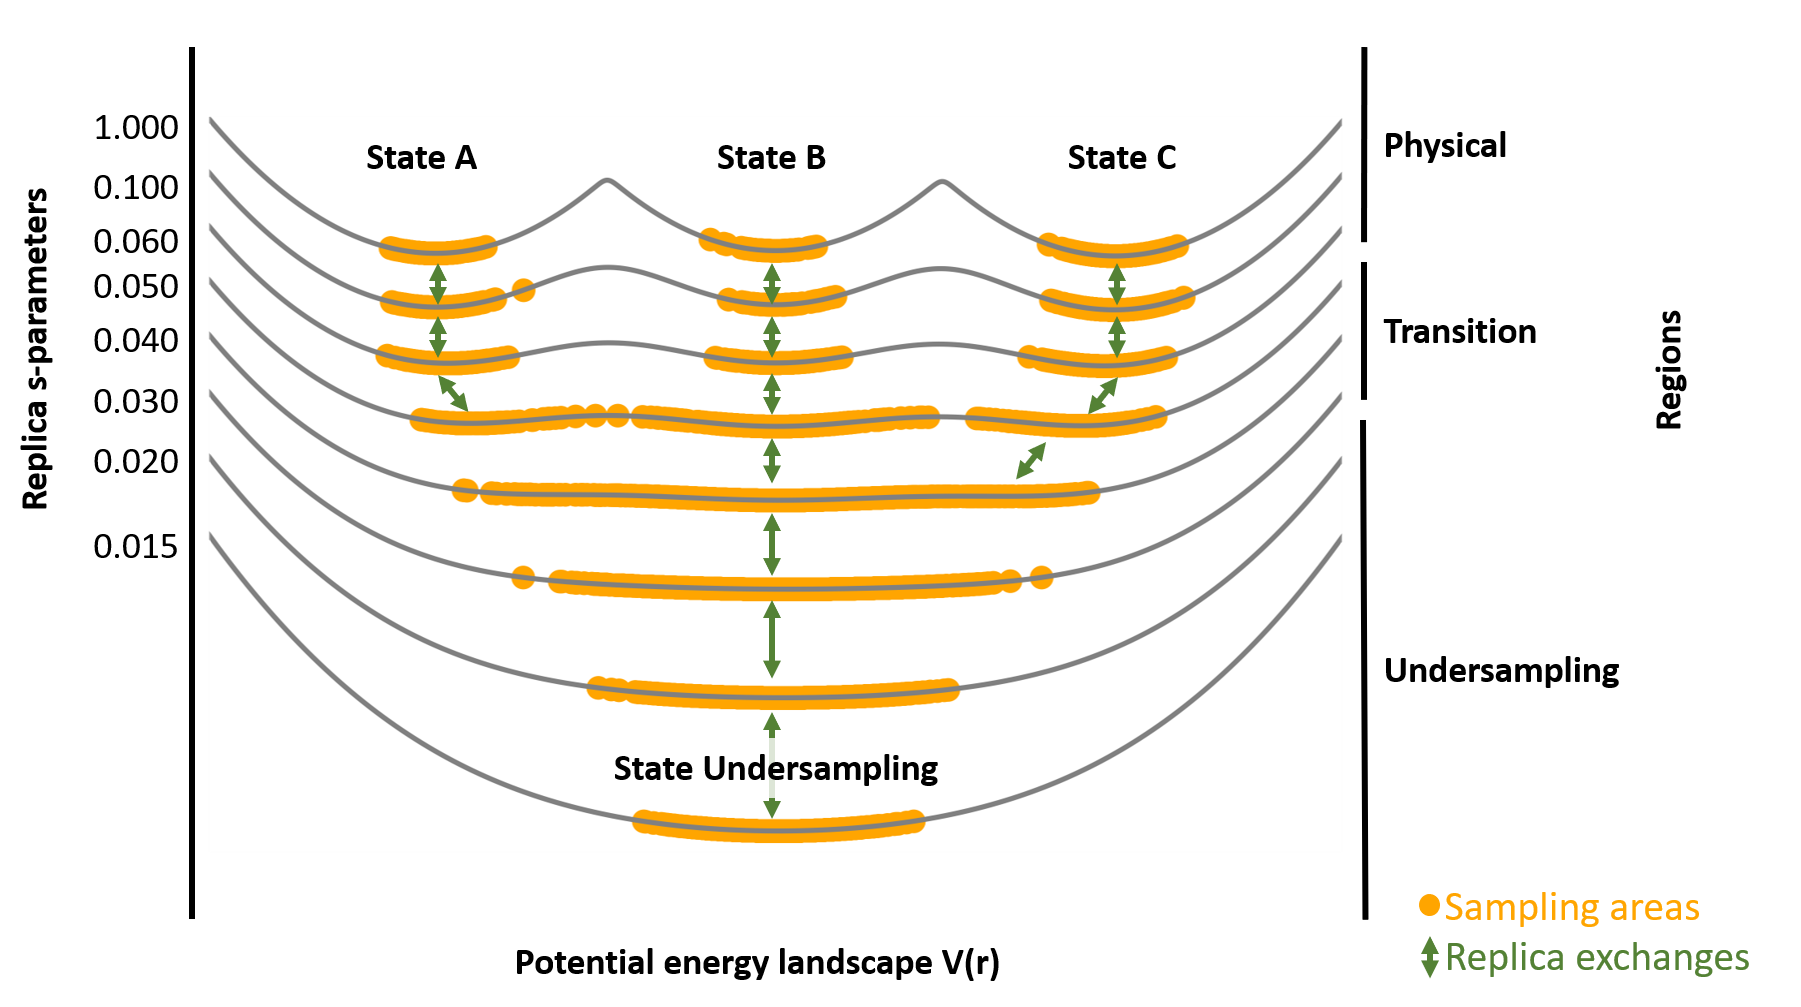 Replica s-parameters
1.000
0.100
0.060
0.050
0.040
0.030
0.020
0.015
State A
State B
State C
State Undersampling
Physical
Transition
Undersampling
Regions
Potential energy landscape V(r)
Sampling areas
Replica exchanges